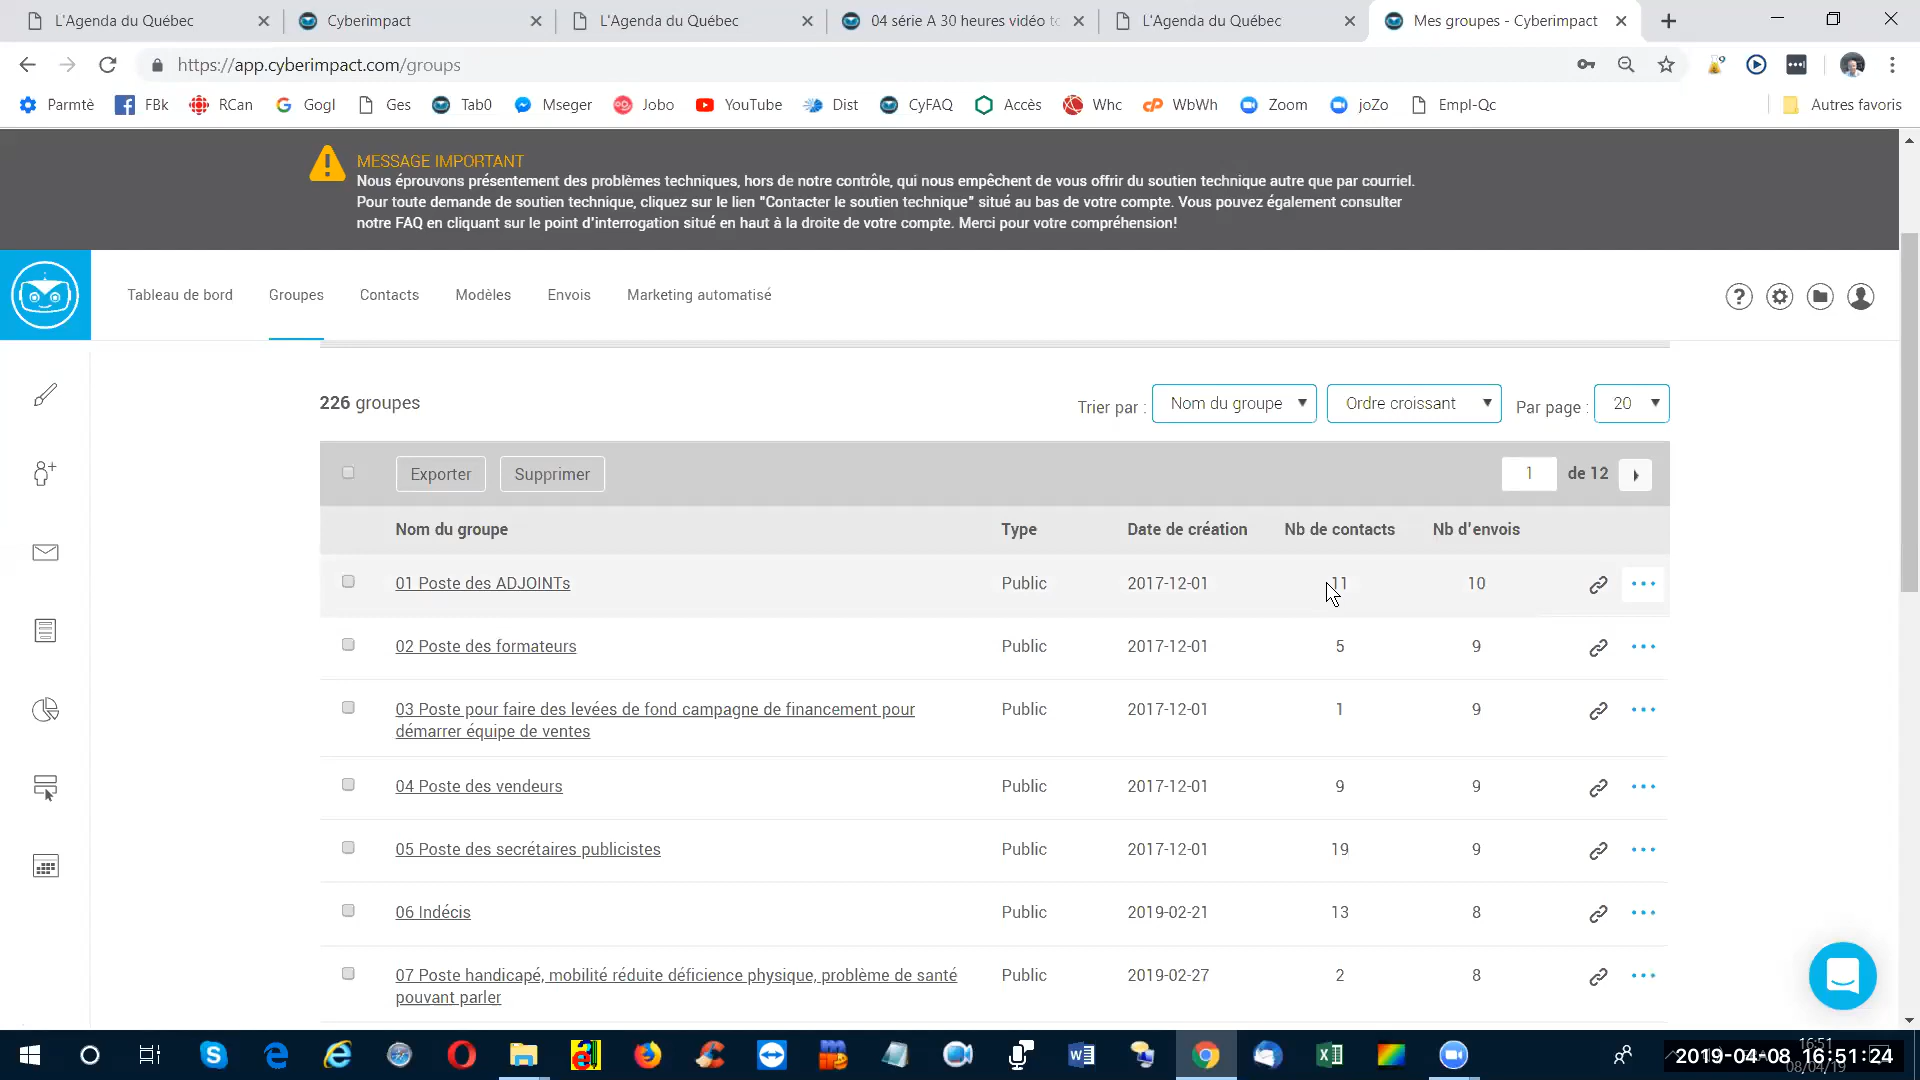 L'Agenda du Québec
Cyberimpact
L'Agenda du Québec
04 série A 30 heures vidéo
L'Agenda du Québec
Mes groupes - Cyberimpact
https://app.cyberimpact.com/groups
Parmtè FBk RCan Gogl Ges Tab0 Mseger Jobo YouTube Dist CyFAQ Accès Whc WbWh Zoom joZo Empl-Qc Autres favoris
MESSAGE IMPORTANT
Nous éprouvons présentement des problèmes techniques, hors de notre contrôle, qui nous empêchent de vous offrir du soutien technique autre que par courriel.
Pour toute demande de soutien technique, cliquez sur le lien "Contacter le soutien technique" situé au bas de votre compte. Vous pouvez également consulter
notre FAQ en cliquant sur le point d'interrogation situé en haut à la droite de votre compte. Merci pour votre compréhension!
Tableau de bord Groupes Contacts Modèles Envois Marketing automatisé
226 groupes Trier par : Nom du groupe Ordre croissant Par page : 20
Exporter Supprimer 1 de 12
Nom du groupe Type Date de création Nb de contacts Nb d'envois
01 Poste des ADJOINTs Public 2017-12-01 11 10
02 Poste des formateurs Public 2017-12-01 5 9
03 Poste pour faire des levées de fond campagne de financement pour Public 2017-12-01 1 9
démarrer équipe de ventes
04 Poste des vendeurs Public 2017-12-01 9 9
05 Poste des secrétaires publicistes Public 2017-12-01 19 9
06 Indécis Public 2019-02-21 13 8
07 Poste handicapé, mobilité réduite déficience physique, problème de santé Public 2019-02-27 2 8
pouvant parler
16:51
2019-04-08 16:51:24
08/04/19